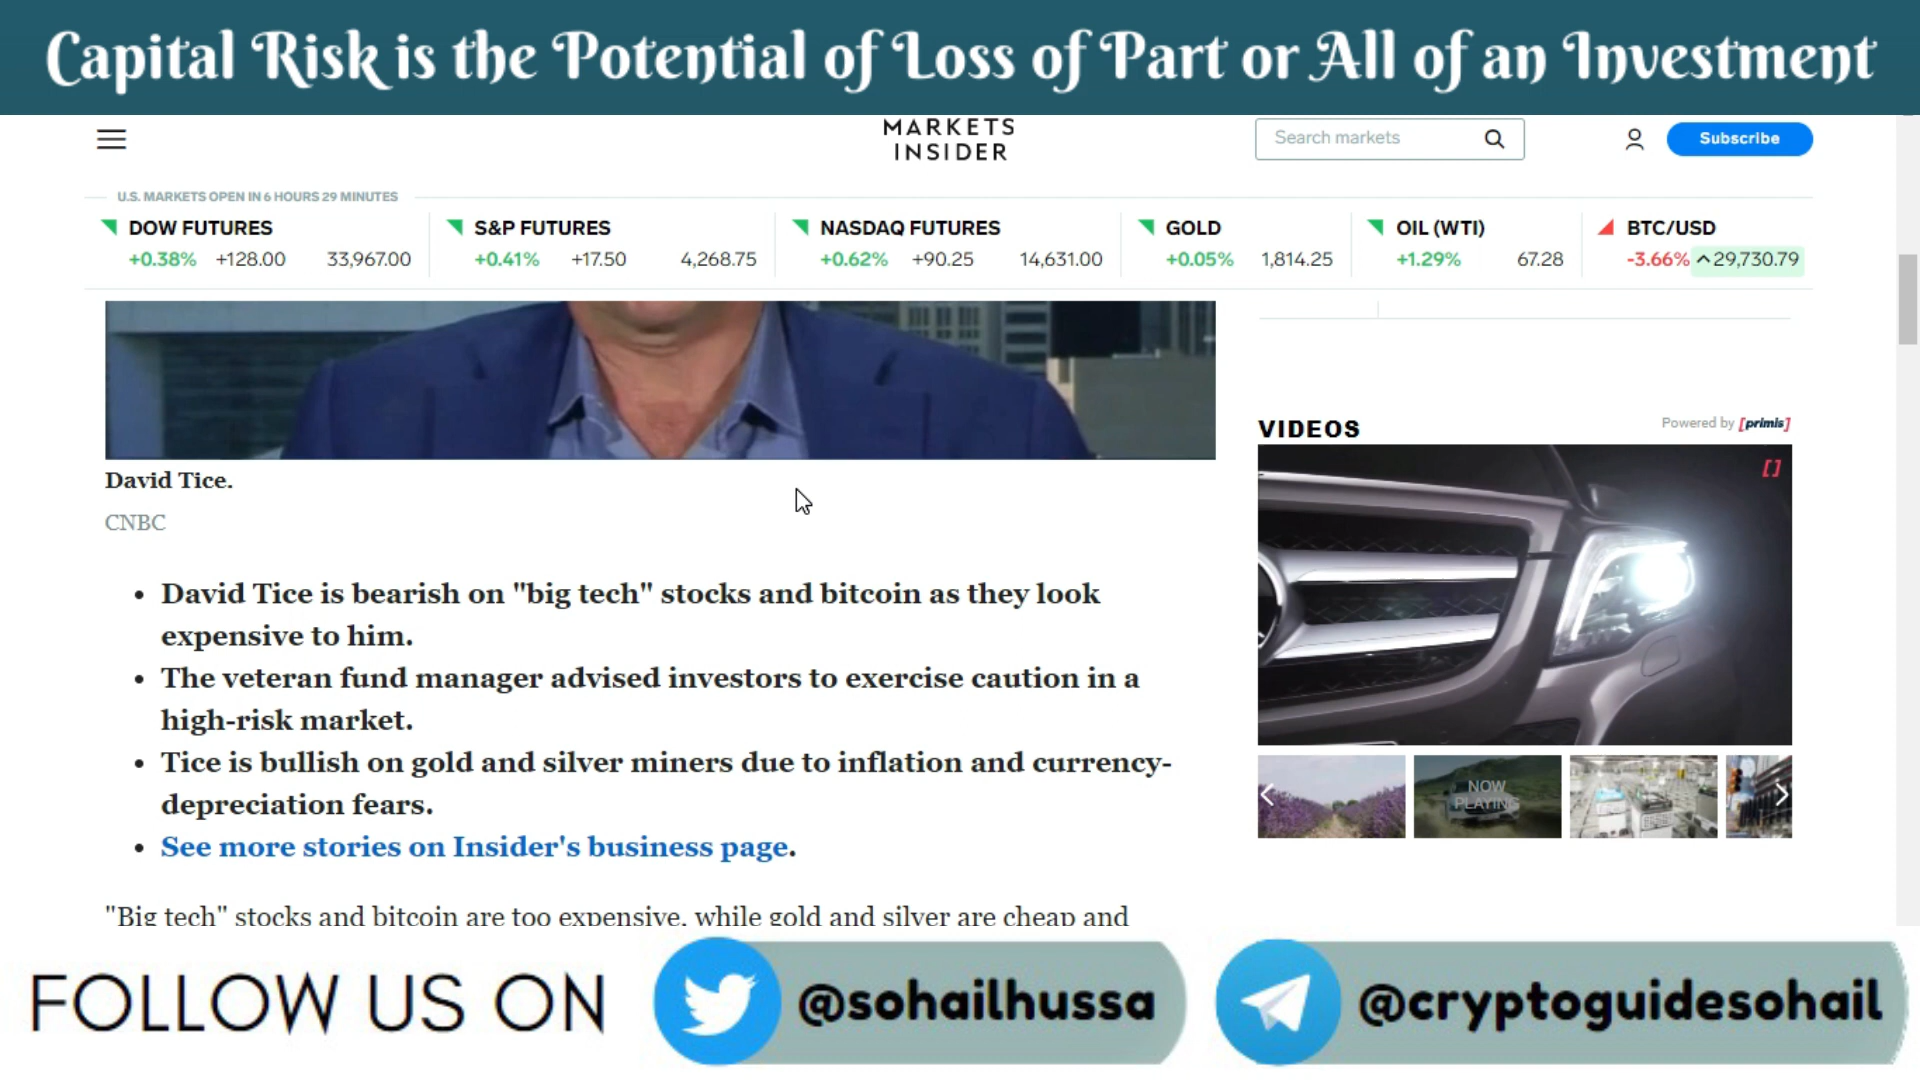 Capital Risk is the Potential of Loss of Part or All of an Investment
MARKETS
INSIDER
Search markets
Subscribe
U.S. MARKETS OPEN IN 6 HOURS 29 MINUTES
DOW FUTURES
+0.38% +128.00 33,967.00
S&P FUTURES
+0.41% +17.50 4,268.75
NASDAQ FUTURES
+0.62% +90.25 14,631.00
GOLD
+0.05% 1,814.25
OIL (WTI)
+1.29% 67.28
BTC/USD
-3.66% 29,730.79
David Tice.
CNBC
• David Tice is bearish on "big tech" stocks and bitcoin as they look
expensive to him.
• The veteran fund manager advised investors to exercise caution in a
high-risk market.
• Tice is bullish on gold and silver miners due to inflation and currency-
depreciation fears.
• See more stories on Insider's business page.
"Big tech" stocks and bitcoin are too expensive, while gold and silver are cheap and
VIDEOS
Powered by [primis]
NOW
PLAYING
FOLLOW US ON
@sohailhussa
@cryptoguidesohail